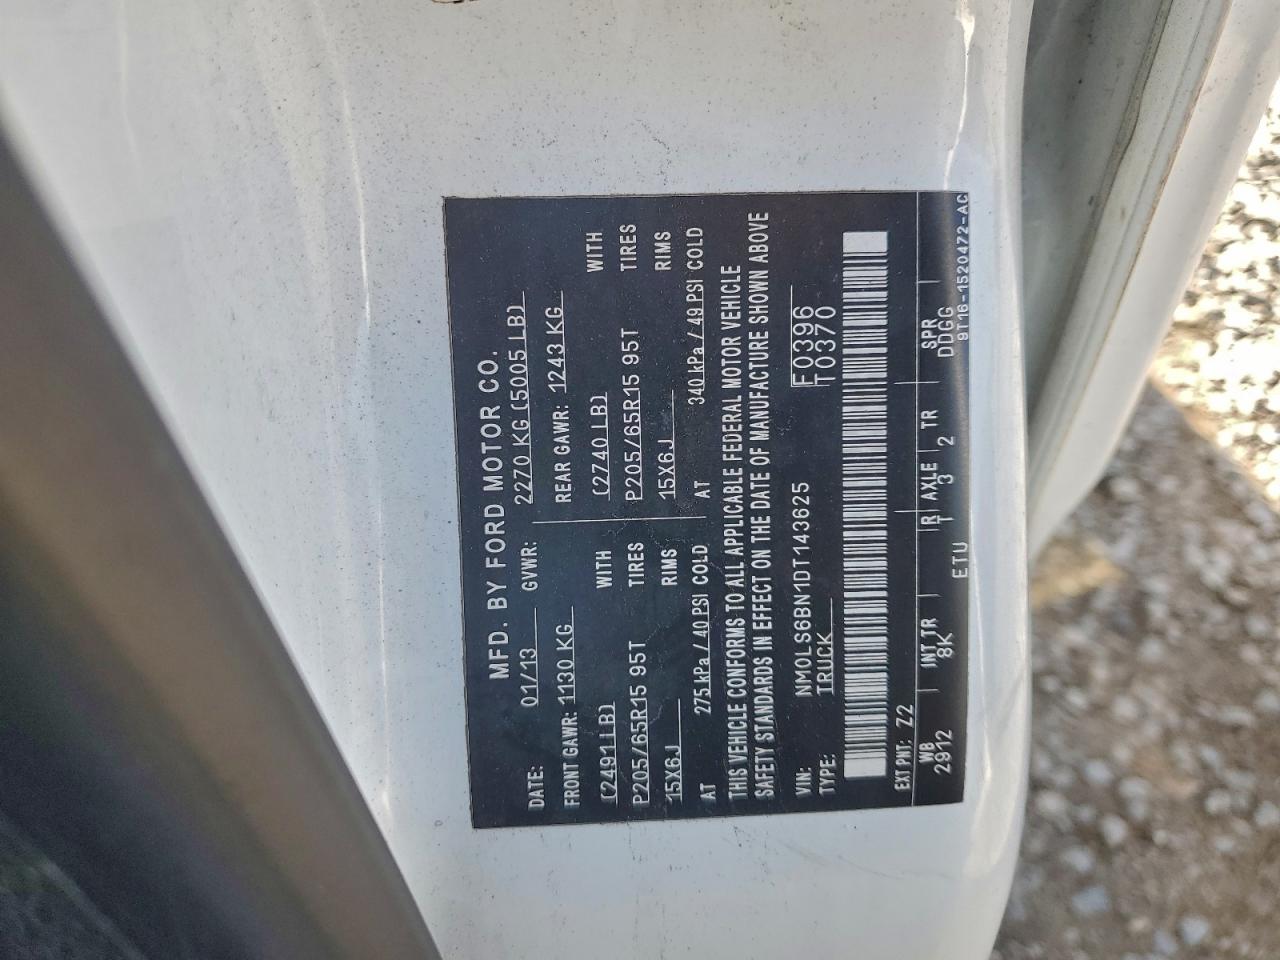 MFD. BY FORD MOTOR CO.
DATE: 01/13 GVWR: 2270 KG (5005 LB)
FRONT GAWR: 1130 KG REAR GAWR: 1243 KG
(2491 LB) WITH (2740 LB) WITH
P205/65R15 95T TIRES P205/65R15 95T TIRES
15X6J RIMS 15X6J RIMS
AT 275 kPa / 40 PSI COLD AT 340 kPa / 49 PSI COLD
THIS VEHICLE CONFORMS TO ALL APPLICABLE FEDERAL MOTOR VEHICLE
SAFETY STANDARDS IN EFFECT ON THE DATE OF MANUFACTURE SHOWN ABOVE
VIN: NM0LS6BN1DT143625 F0396
TYPE: TRUCK T0370
EXT PNT: Z2
WB INT TR R AXLE TR SPR
2912 8K T 3 2 DDGG
ETU 9T16-1520472-AC